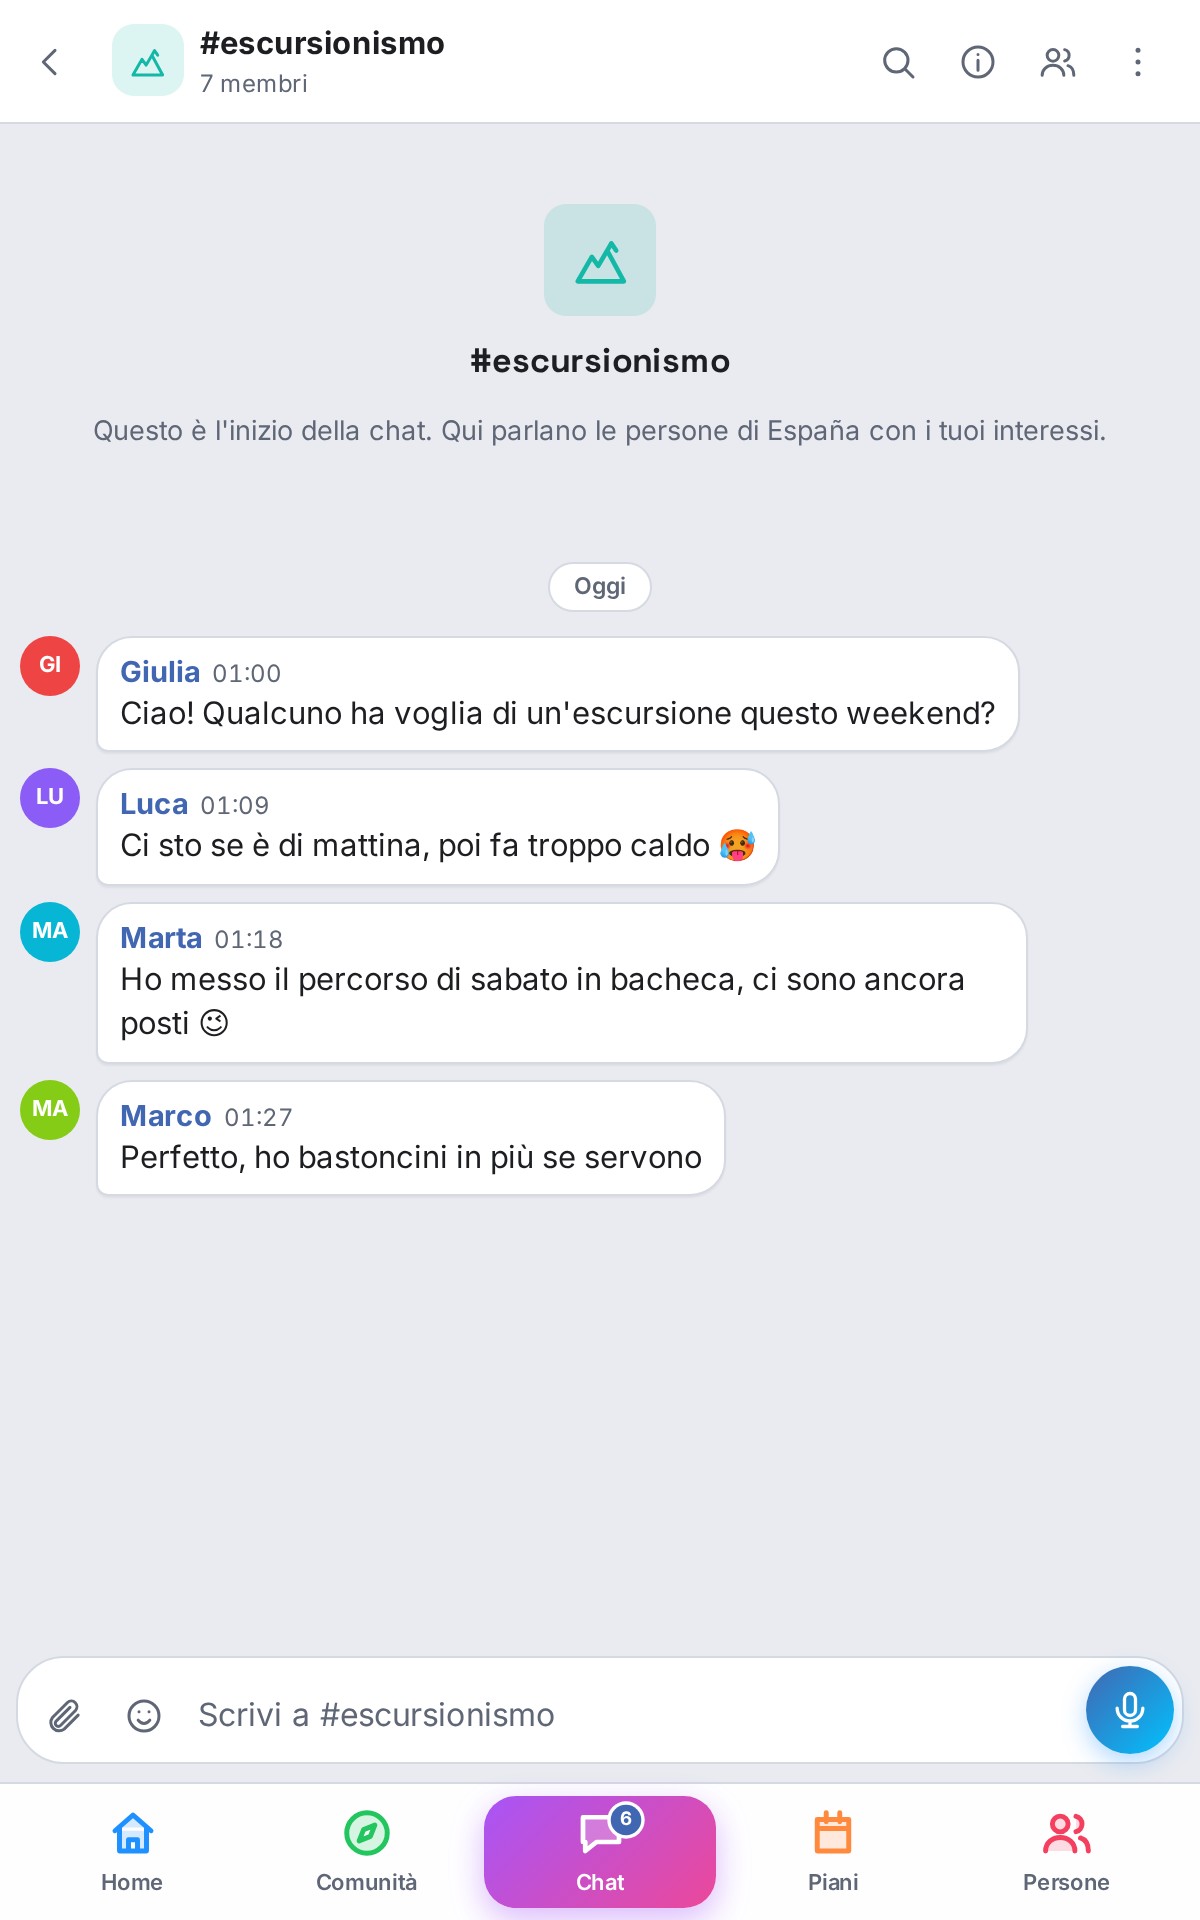 #escursionismo
7 membri
#escursionismo
Questo è l'inizio della chat. Qui parlano le persone di España con i tuoi interessi.
Oggi
GI
Giulia 01:00
Ciao! Qualcuno ha voglia di un'escursione questo weekend?
LU
Luca 01:09
Ci sto se è di mattina, poi fa troppo caldo 🥵
MA
Marta 01:18
Ho messo il percorso di sabato in bacheca, ci sono ancora
posti 😉
MA
Marco 01:27
Perfetto, ho bastoncini in più se servono
Scrivi a #escursionismo
6
Home
Comunità
Chat
Piani
Persone